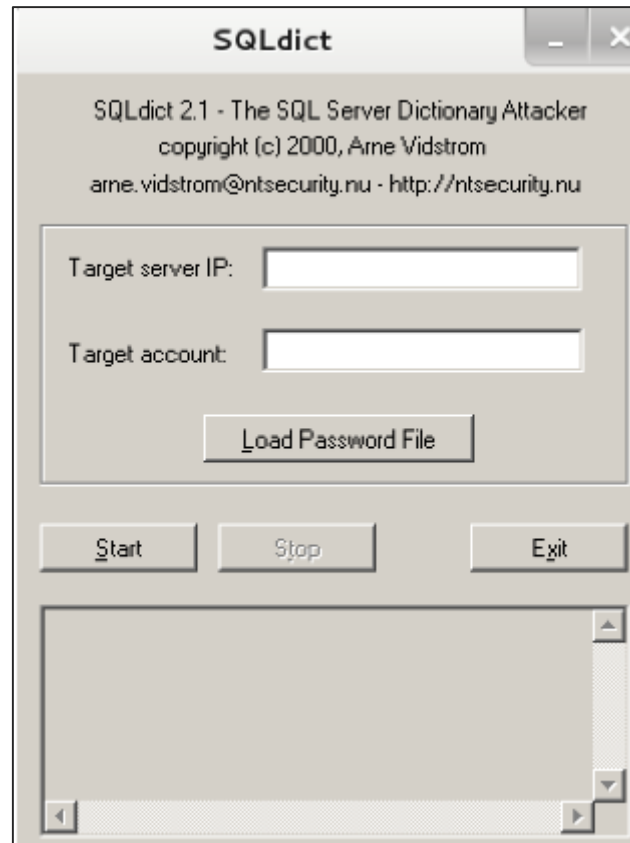 SQLdict
SQLdict 2.1 - The SQL Server Dictionary Attacker
copyright (c) 2000, Arne Vidstrom
arne.vidstrom@ntsecurity.nu - http://ntsecurity.nu
Target server IP:
Target account:
Load Password File
Start Stop Exit